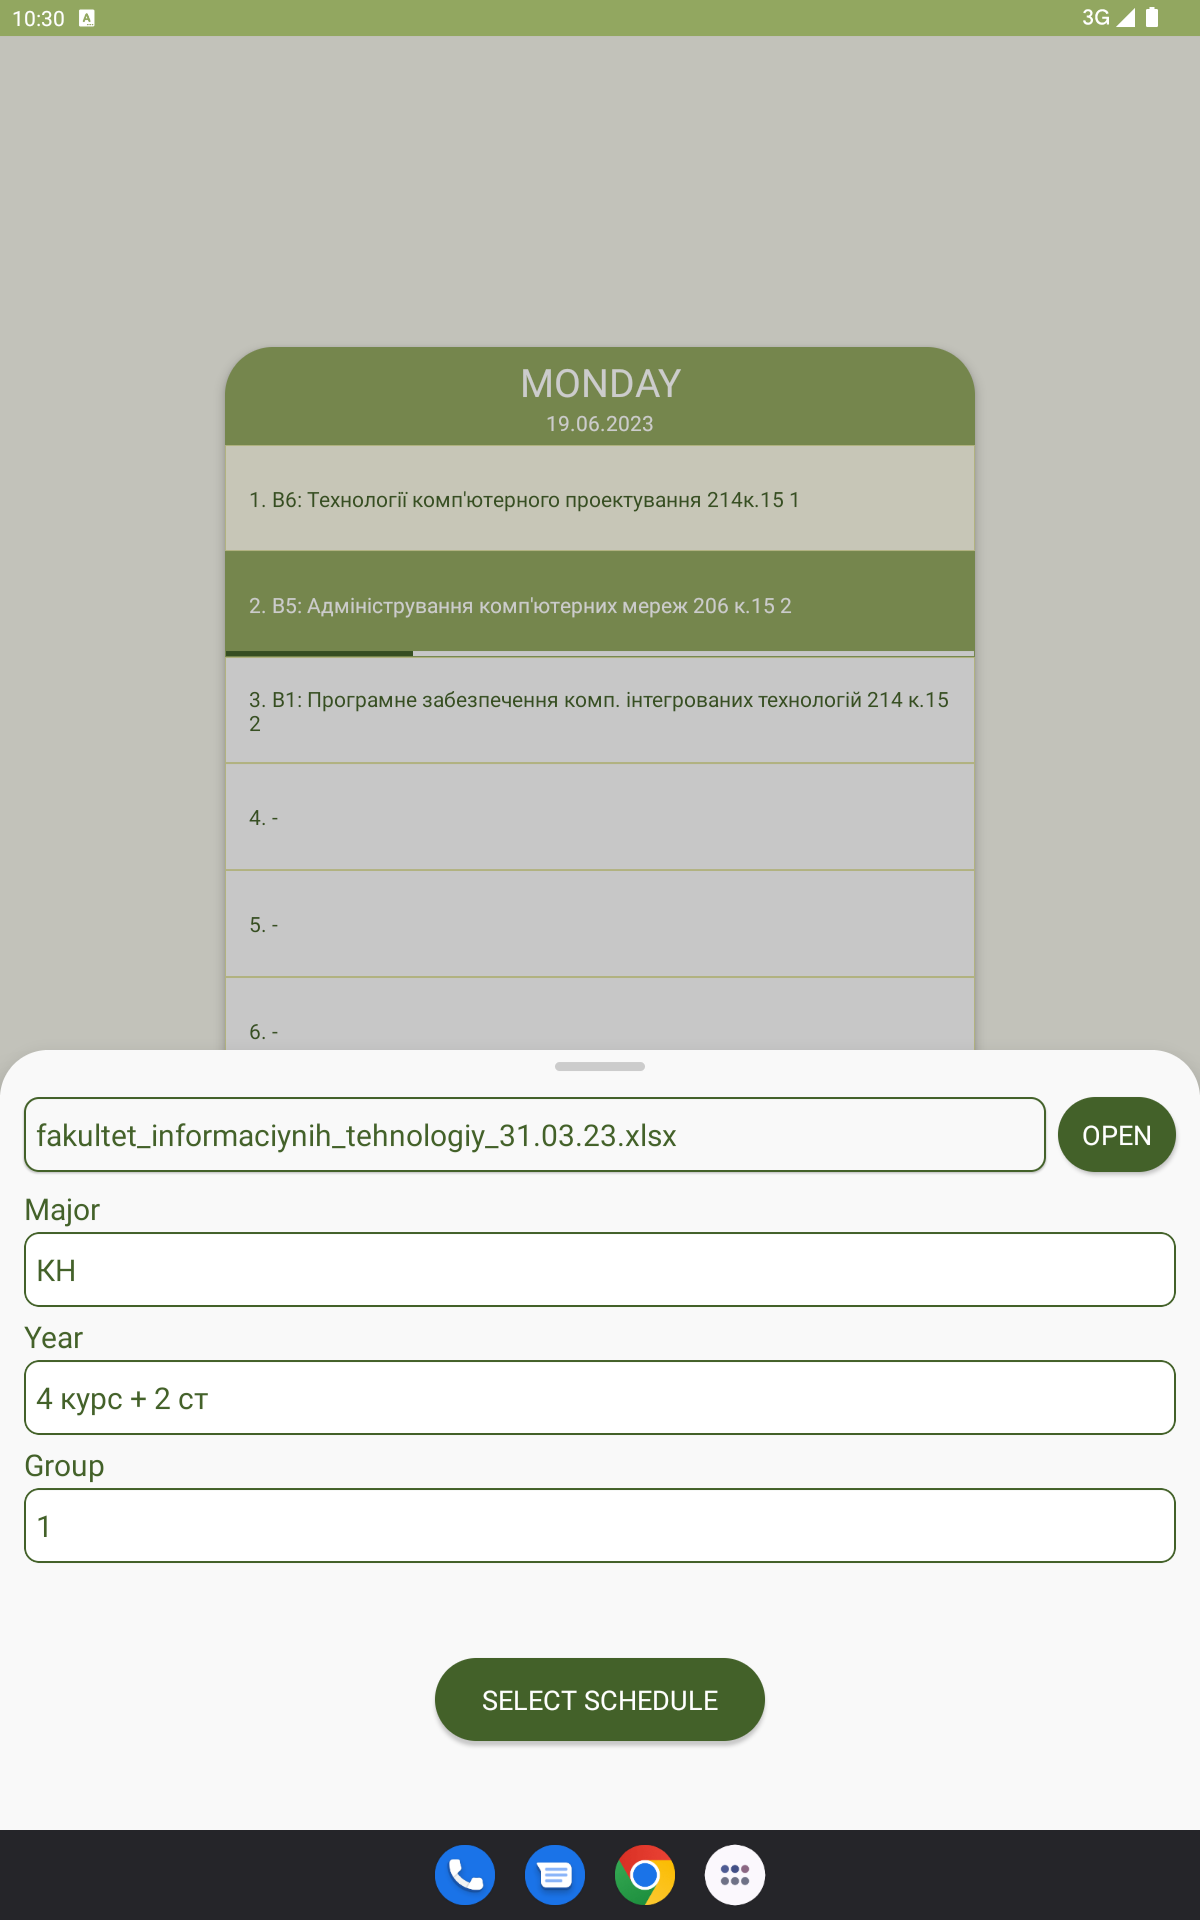 10:30
3G
MONDAY
19.06.2023
1. В6: Технології комп'ютерного проектування 214к.15 1
2. В5: Адміністрування комп'ютерних мереж 206 к.15 2
3. В1: Програмне забезпечення комп. інтегрованих технологій 214 к.15
2
4. -
5. -
6. -
fakultet_informaciynih_tehnologiy_31.03.23.xlsx
OPEN
Major
КН
Year
4 курс + 2 ст
Group
1
SELECT SCHEDULE